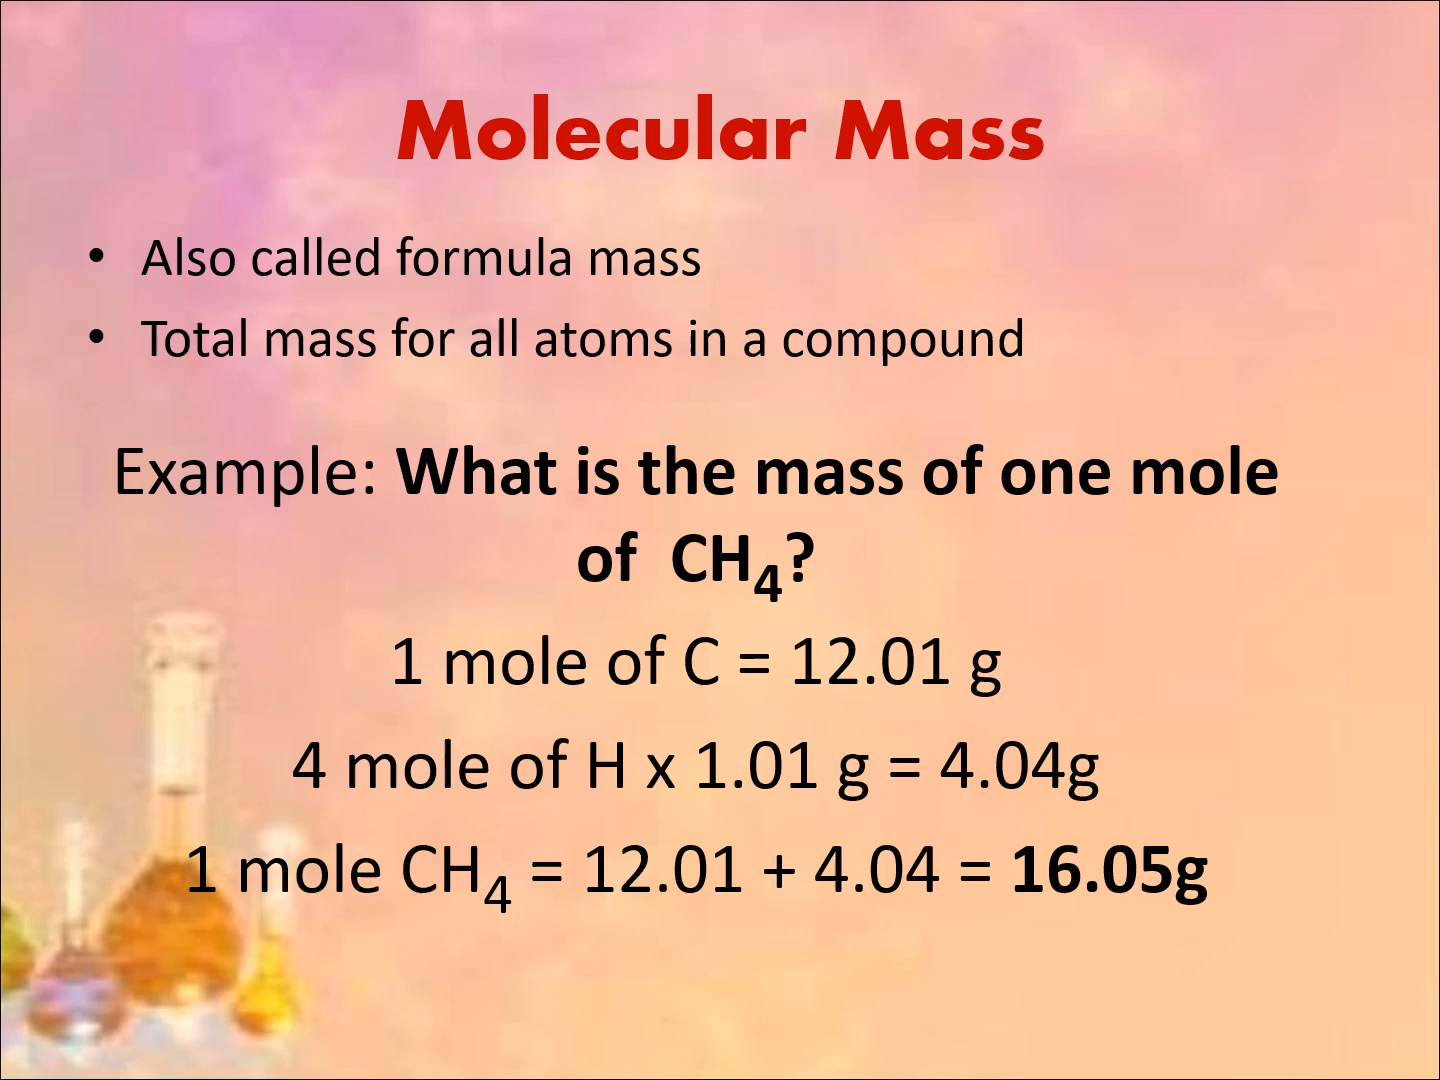 Molecular Mass
• Also called formula mass
• Total mass for all atoms in a compound
Example: What is the mass of one mole
of CH₄?
1 mole of C = 12.01 g
4 mole of H x 1.01 g = 4.04g
1 mole CH₄ = 12.01 + 4.04 = 16.05g